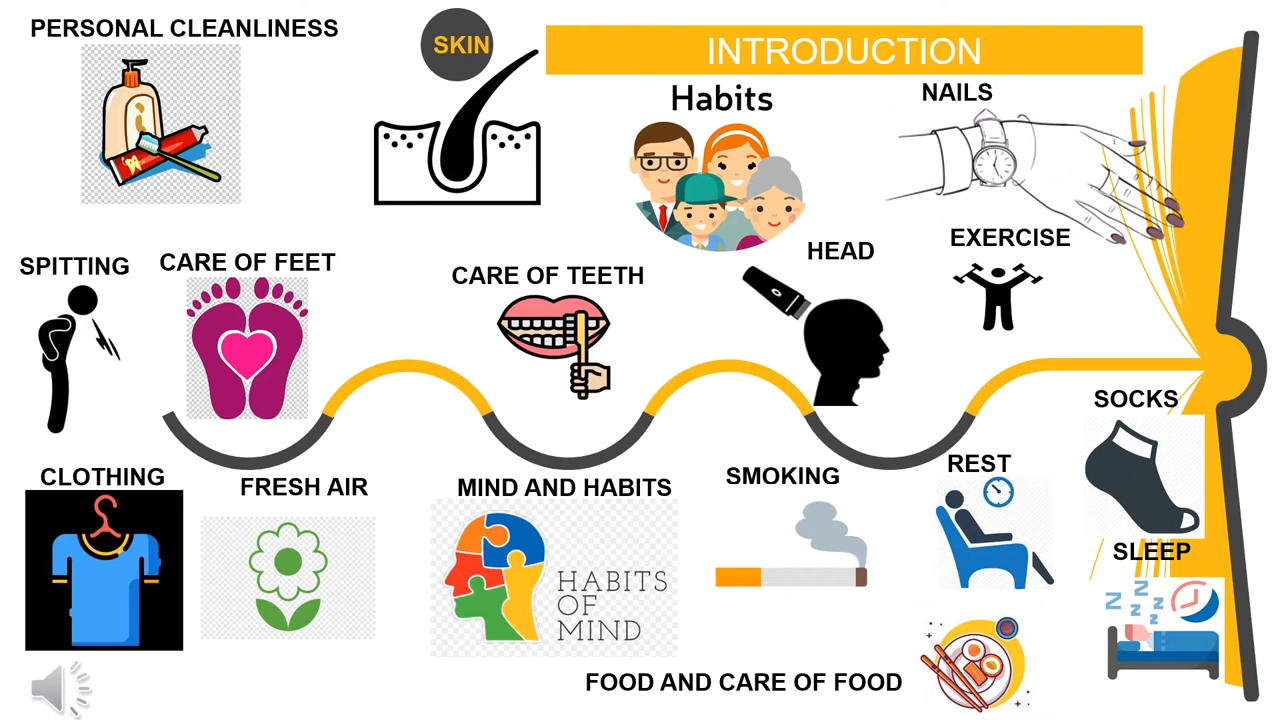 PERSONAL CLEANLINESS
SKIN
INTRODUCTION
Habits
NAILS
SPITTING
CARE OF FEET
CARE OF TEETH
HEAD
EXERCISE
SOCKS
CLOTHING
FRESH AIR
MIND AND HABITS
SMOKING
REST
HABITS
OF
MIND
SLEEP
Z Z
Z Z
Z
FOOD AND CARE OF FOOD